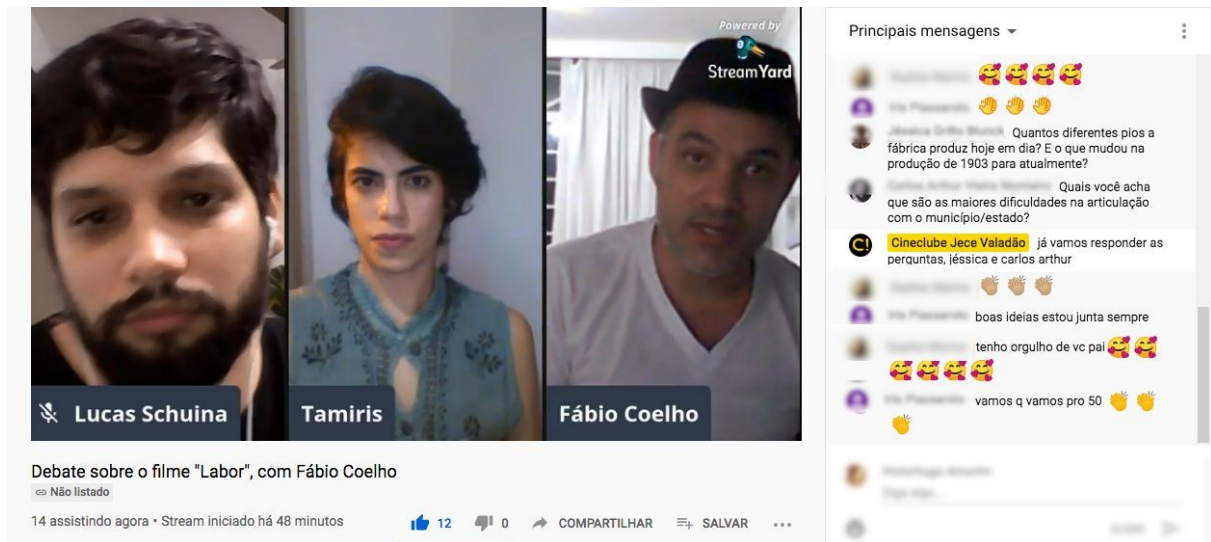 Powered by
StreamYard
Lucas Schuina
Tamiris
Fábio Coelho
Debate sobre o filme "Labor", com Fábio Coelho
Não listado
14 assistindo agora • Stream iniciado há 48 minutos
12
0
COMPARTILHAR
SALVAR
Principais mensagens
Quantos diferentes pios a
fábrica produz hoje em dia? E o que mudou na
produção de 1903 para atualmente?
Quais você acha
que são as maiores dificuldades na articulação
com o município/estado?
C!
Cineclube Jece Valadão já vamos responder as
perguntas, jéssica e carlos arthur
boas ideias estou junta sempre
tenho orgulho de vc pai
vamos q vamos pro 50